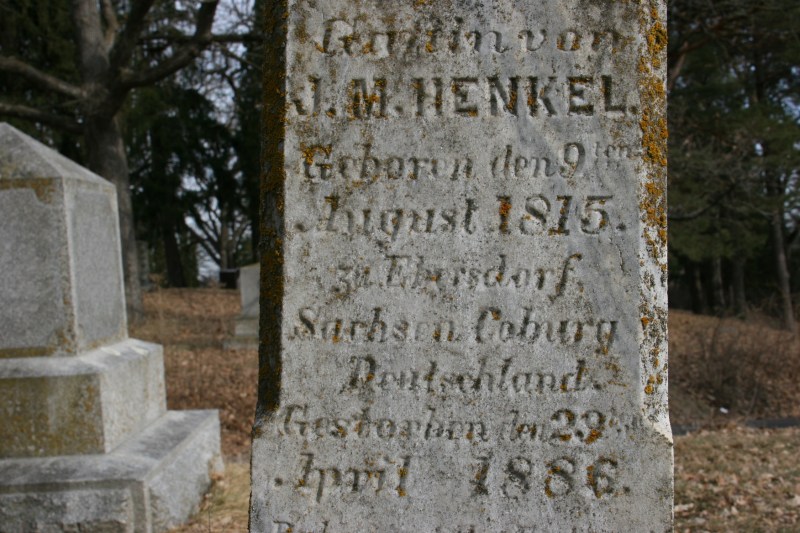 Gattin von
J. M. HENKEL.
Geboren den 9ten
August 1815.
zu Ebersdorf,
Sachsen Coburg
Deutschland.
Gestorben den 23ten
April 1886.